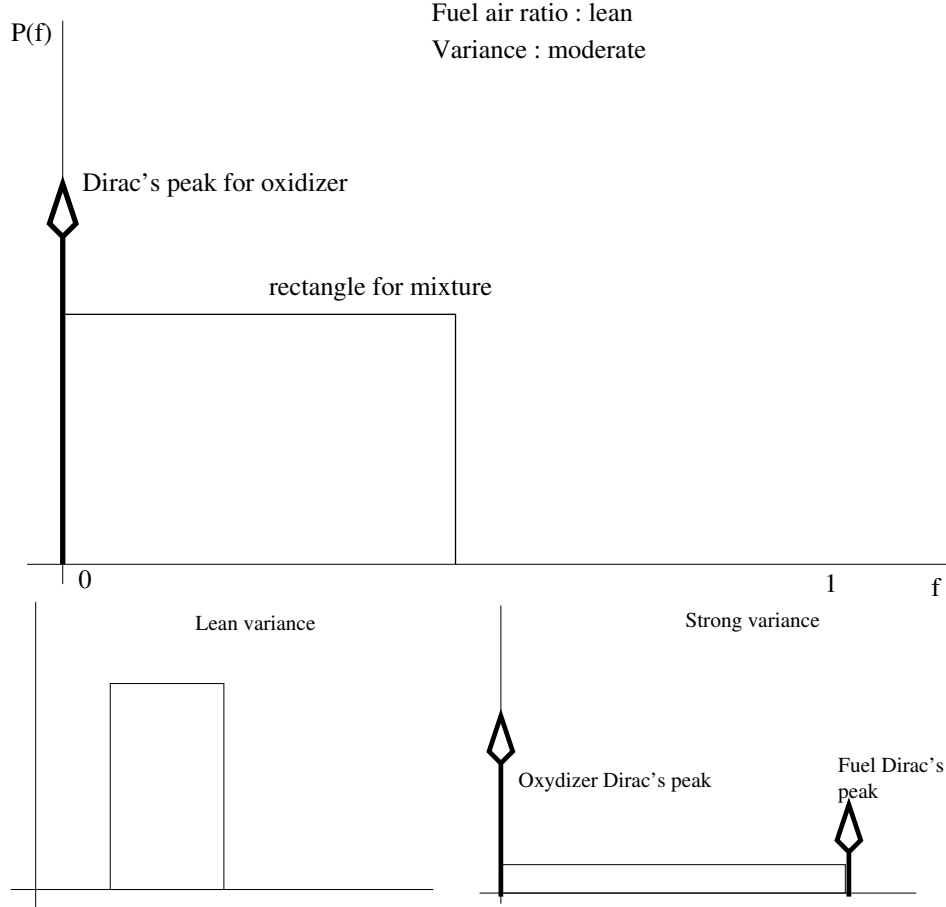 Fuel air ratio : lean
P(f)
Variance : moderate
Dirac's peak for oxidizer
rectangle for mixture
0
1
f
Lean variance
Strong variance
Oxydizer Dirac's peak
Fuel Dirac's
peak